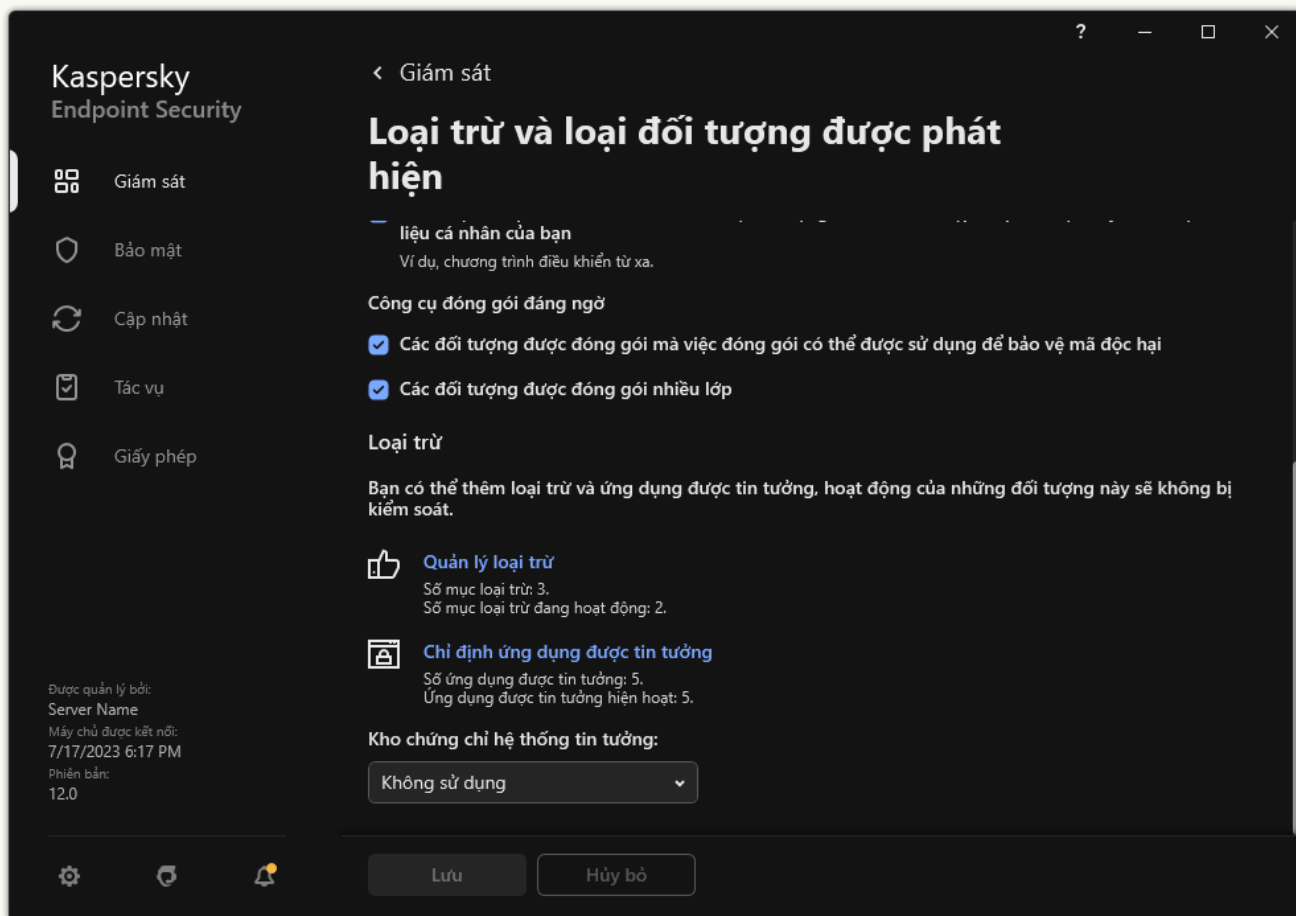 ?
Kaspersky
Endpoint Security
Giám sát
Bảo mật
Cập nhật
Tác vụ
Giấy phép
Được quản lý bởi:
Server Name
Máy chủ được kết nối:
7/17/2023 6:17 PM
Phiên bản:
12.0
Giám sát
Loại trừ và loại đối tượng được phát
hiện
liệu cá nhân của bạn
Ví dụ, chương trình điều khiển từ xa.
Công cụ đóng gói đáng ngờ
Các đối tượng được đóng gói mà việc đóng gói có thể được sử dụng để bảo vệ mã độc hại
Các đối tượng được đóng gói nhiều lớp
Loại trừ
Bạn có thể thêm loại trừ và ứng dụng được tin tưởng, hoạt động của những đối tượng này sẽ không bị
kiểm soát.
Quản lý loại trừ
Số mục loại trừ: 3.
Số mục loại trừ đang hoạt động: 2.
Chỉ định ứng dụng được tin tưởng
Số ứng dụng được tin tưởng: 5.
Ứng dụng được tin tưởng hiện hoạt: 5.
Kho chứng chỉ hệ thống tin tưởng:
Không sử dụng
Lưu
Hủy bỏ